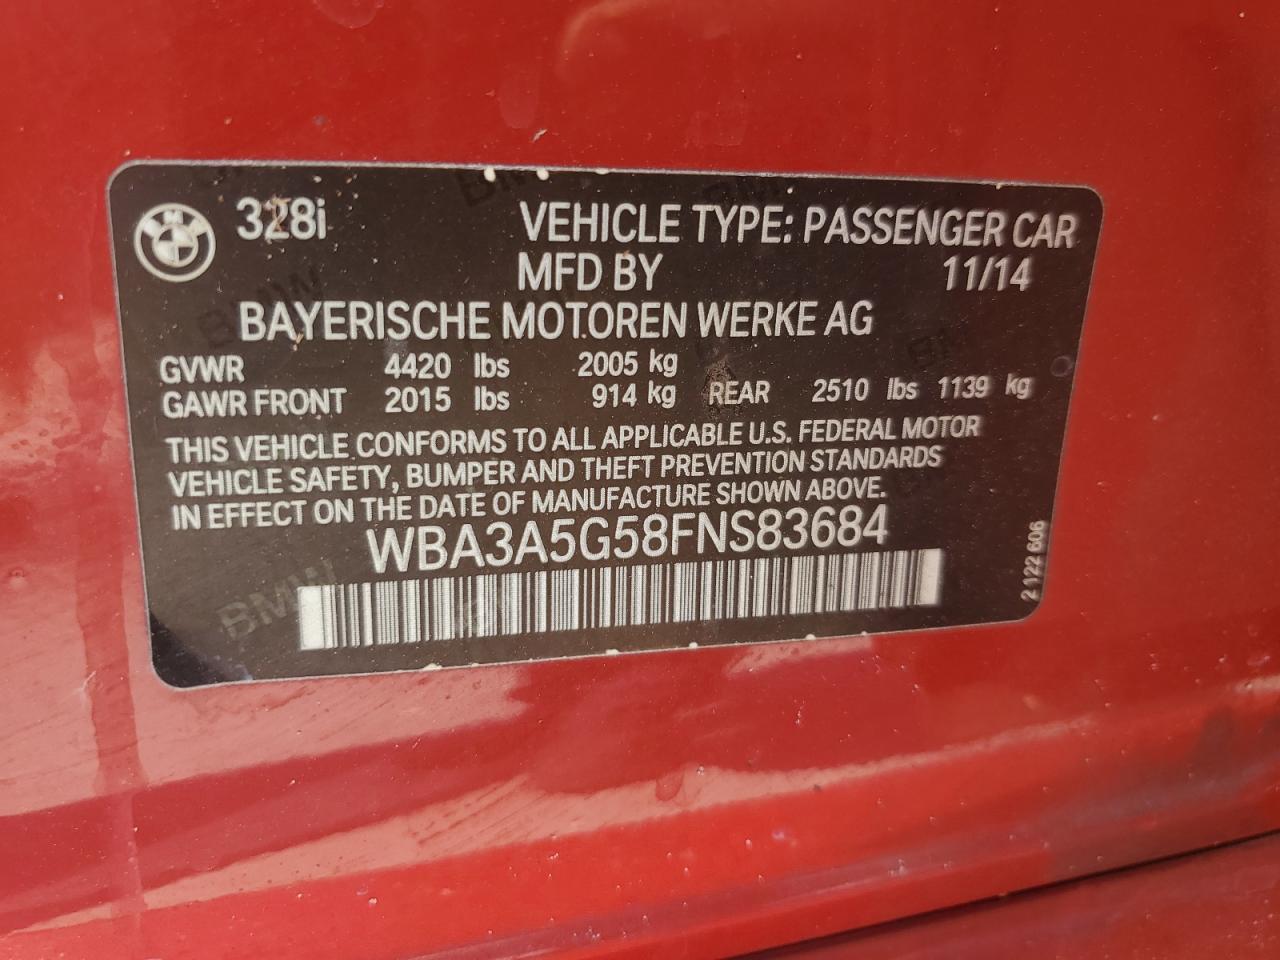 328i VEHICLE TYPE: PASSENGER CAR
MFD BY 11/14
BAYERISCHE MOTOREN WERKE AG
GVWR 4420 lbs 2005 kg
GAWR FRONT 2015 lbs 914 kg REAR 2510 lbs 1139 kg
THIS VEHICLE CONFORMS TO ALL APPLICABLE U.S. FEDERAL MOTOR
VEHICLE SAFETY, BUMPER AND THEFT PREVENTION STANDARDS
IN EFFECT ON THE DATE OF MANUFACTURE SHOWN ABOVE.
WBA3A5G58FNS83684
2 122 606